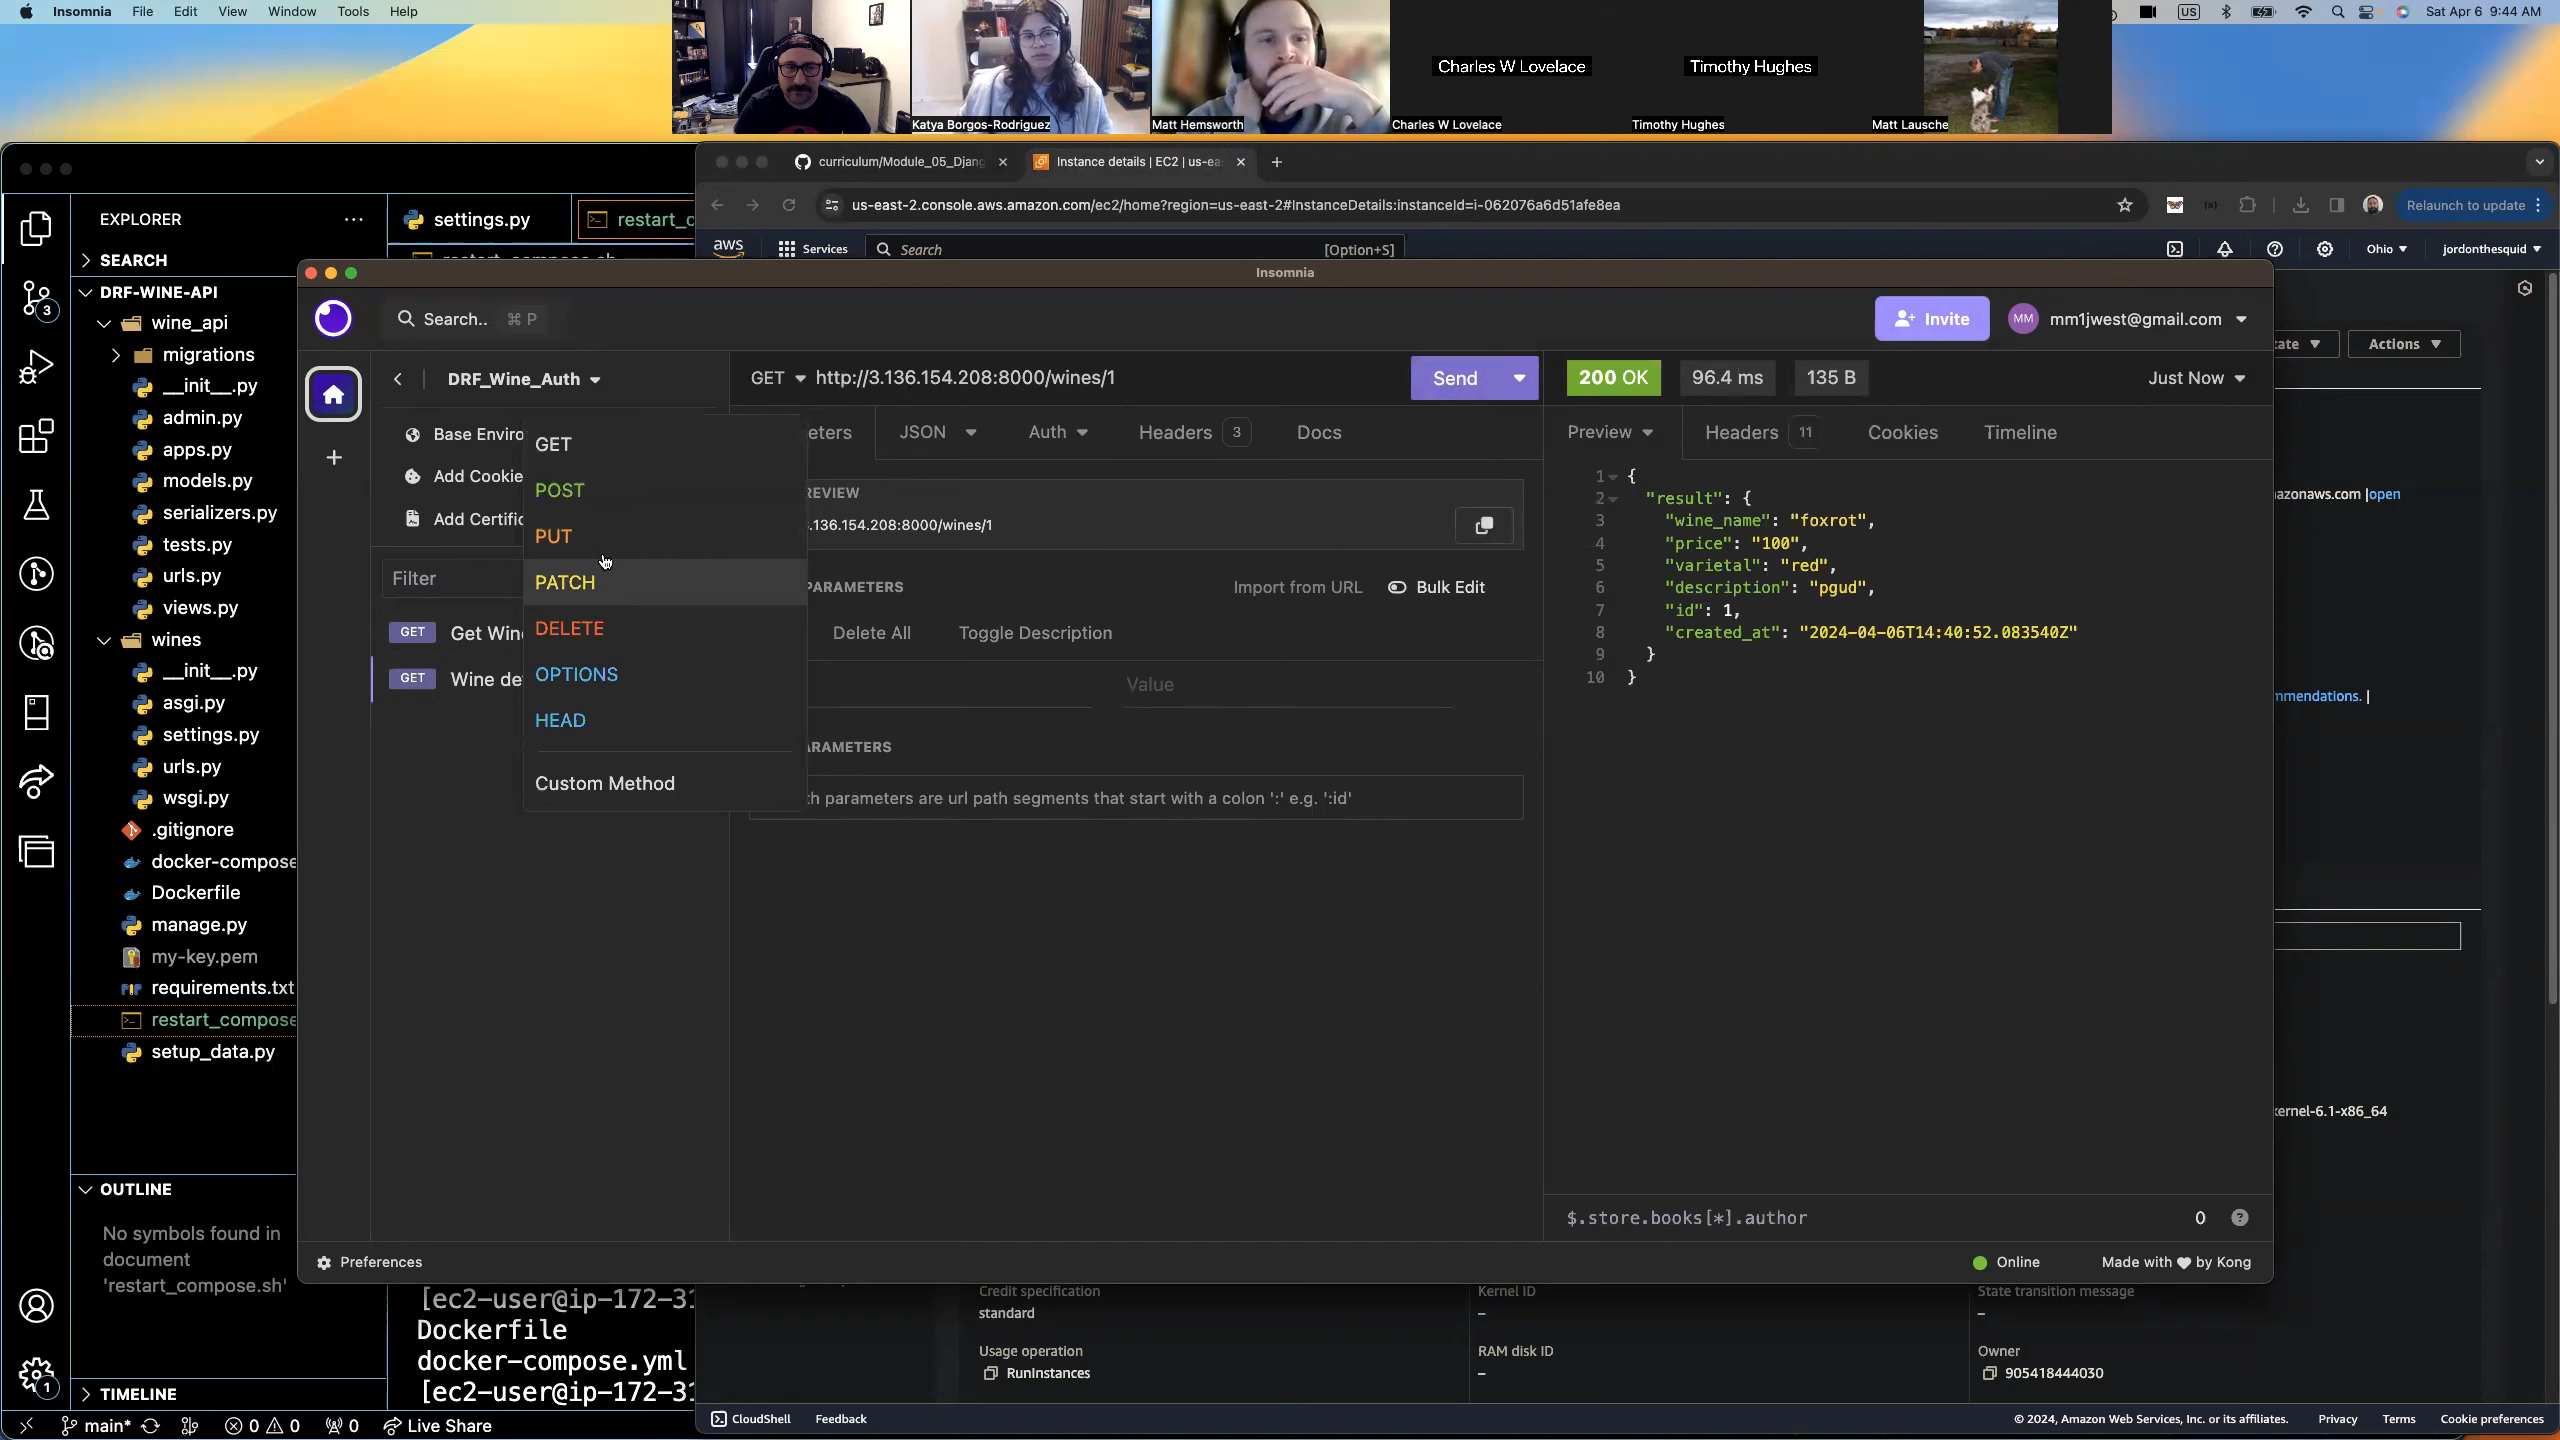 Insomnia File Edit View Window Tools Help
US
Sat Apr 6 9:44 AM
Katya Borgos-Rodriguez
Matt Hemsworth
Charles W Lovelace
Charles W Lovelace
Timothy Hughes
Timothy Hughes
Matt Lausche
curriculum/Module_05_Djang
Instance details | EC2 | us-ea
us-east-2.console.aws.amazon.com/ec2/home?region=us-east-2#InstanceDetails:instanceId=i-062076a6d51afe8ea
Relaunch to update
aws Services Search [Option+S]
Ohio jordonthesquid
EXPLORER
settings.py
restart_c
SEARCH
DRF-WINE-API
wine_api
migrations
__init__.py
admin.py
apps.py
models.py
serializers.py
tests.py
urls.py
views.py
wines
__init__.py
asgi.py
settings.py
urls.py
wsgi.py
.gitignore
docker-compose
Dockerfile
manage.py
my-key.pem
requirements.txt
restart_compose
setup_data.py
OUTLINE
No symbols found in
document
'restart_compose.sh'
TIMELINE
3
1
main* 0 0 0 Live Share
Insomnia
Search.. ⌘ P
Invite
MM mm1jwest@gmail.com
DRF_Wine_Auth
GET http://3.136.154.208:8000/wines/1
Send
200 OK 96.4 ms 135 B Just Now
Base Enviro
Add Cookie
Add Certific
Filter
GET Get Win
GET Wine de
GET
POST
PUT
PATCH
DELETE
OPTIONS
HEAD
Custom Method
eters JSON Auth Headers 3 Docs
REVIEW
.136.154.208:8000/wines/1
PARAMETERS Import from URL Bulk Edit
Delete All Toggle Description
Value
ARAMETERS
h parameters are url path segments that start with a colon ':' e.g. ':id'
Preview Headers 11 Cookies Timeline
1 {
2 "result": {
3 "wine_name": "foxrot",
4 "price": "100",
5 "varietal": "red",
6 "description": "pgud",
7 "id": 1,
8 "created_at": "2024-04-06T14:40:52.083540Z"
9 }
10 }
$.store.books[*].author 0
Preferences
Online Made with ♥ by Kong
ate Actions
azonaws.com |open
mmendations. |
kernel-6.1-x86_64
[ec2-user@ip-172-31
Dockerfile
docker-compose.yml
[ec2-user@ip-172-31
Credit specification
standard
Usage operation
RunInstances
Kernel ID
–
RAM disk ID
–
State transition message
–
Owner
905418444030
CloudShell Feedback
© 2024, Amazon Web Services, Inc. or its affiliates. Privacy Terms Cookie preferences